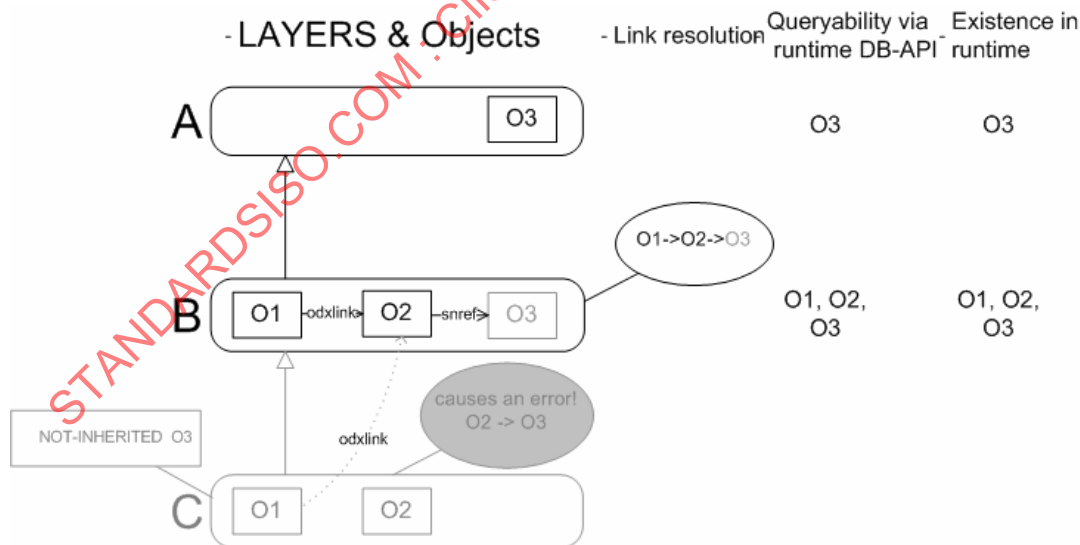 - LAYERS & Objects
- Link resolution
- Queryability via
runtime DB-API
- Existence in
runtime
A
O3
O3
O3
O1->O2->O3
B
O1
odxlink
O2
snref
O3
O1, O2,
O3
O1, O2,
O3
causes an error!
O2 -> O3
NOT-INHERITED O3
odxlink
C
O1
O2
STANDARDSISO.COM :